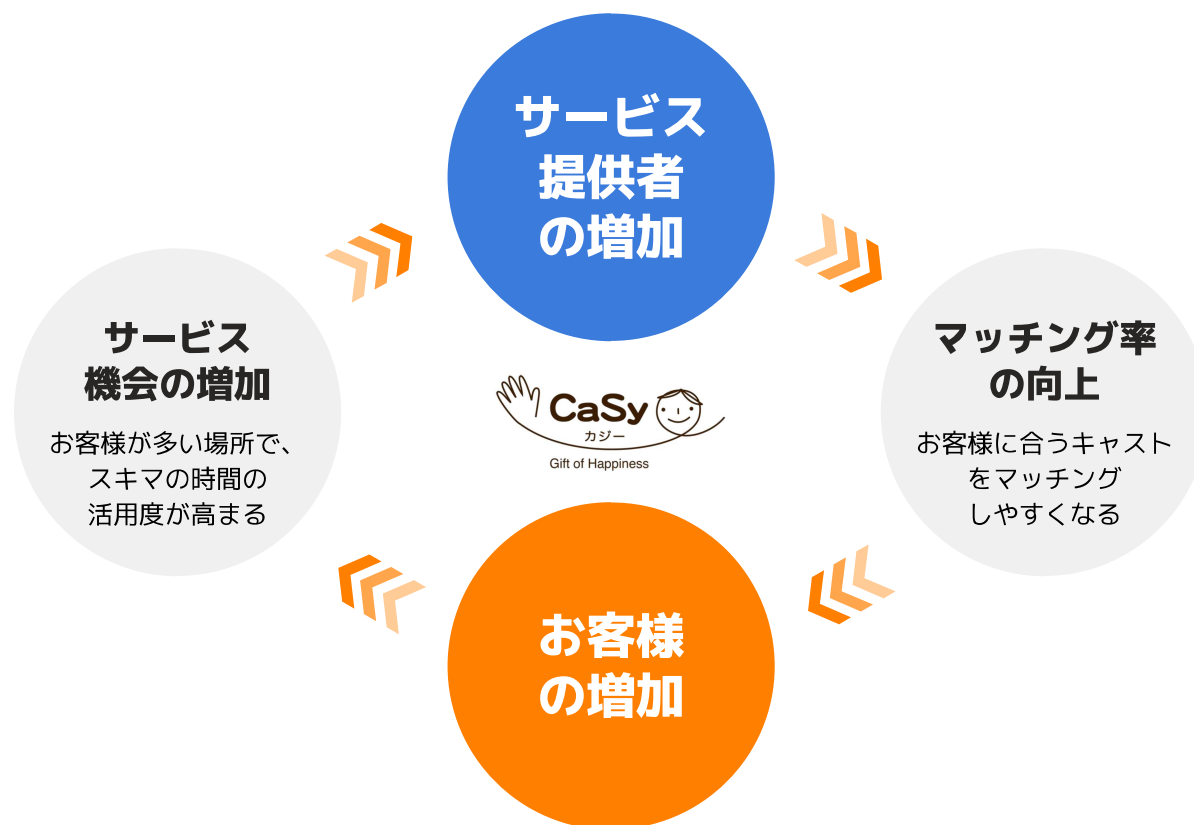 サービス
提供者
の増加
サービス
機会の増加
お客様が多い場所で、
スキマの時間の
活用度が高まる
CaSy
カジー
Gift of Happiness
マッチング率
の向上
お客様に合うキャスト
をマッチング
しやすくなる
お客様
の増加